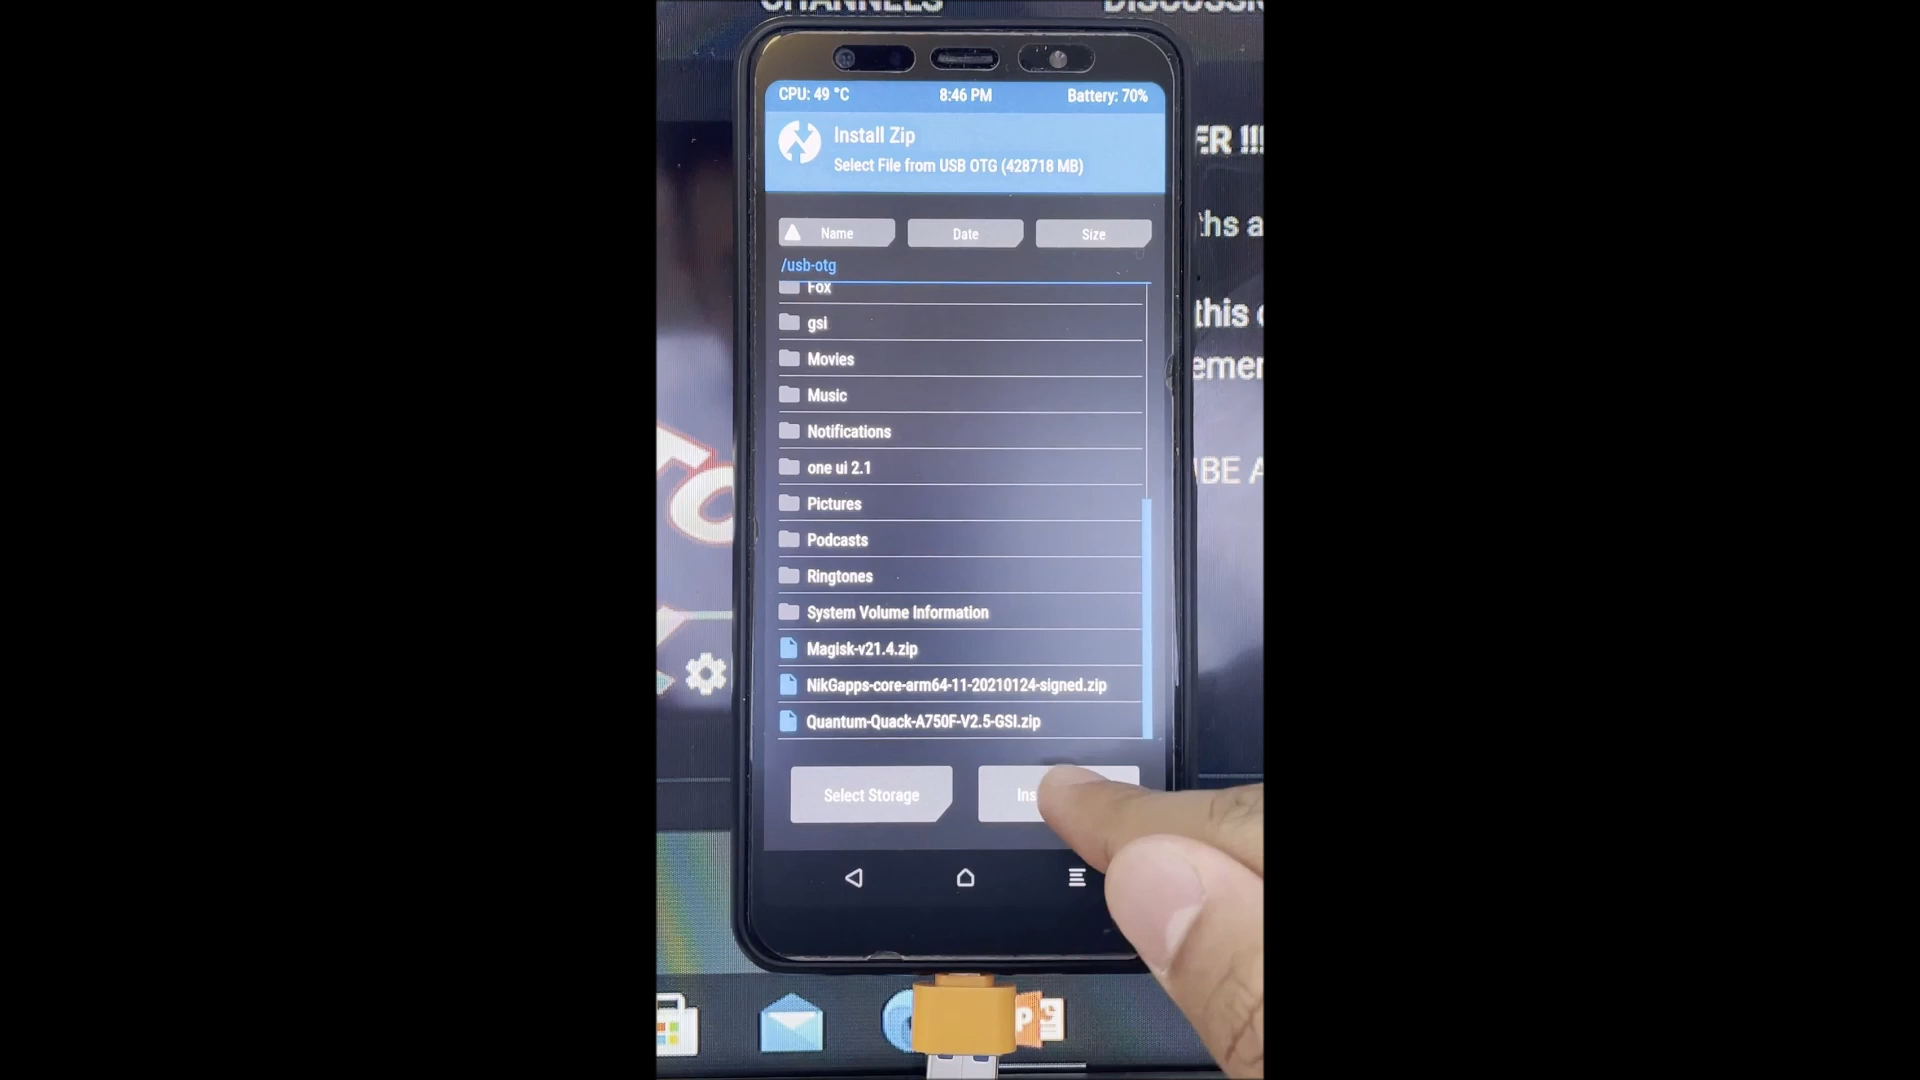 CHANNELS
CPU: 49 °C
8:46 PM
Battery: 70%
Install Zip
Select File from USB OTG (428718 MB)
Name
Date
Size
/usb-otg
Fox
gsi
Movies
Music
Notifications
one ui 2.1
Pictures
Podcasts
Ringtones
System Volume Information
Magisk-v21.4.zip
NikGapps-core-arm64-11-20210124-signed.zip
Quantum-Quack-A750F-V2.5-GSI.zip
Select Storage
Ins
ER !!!
this